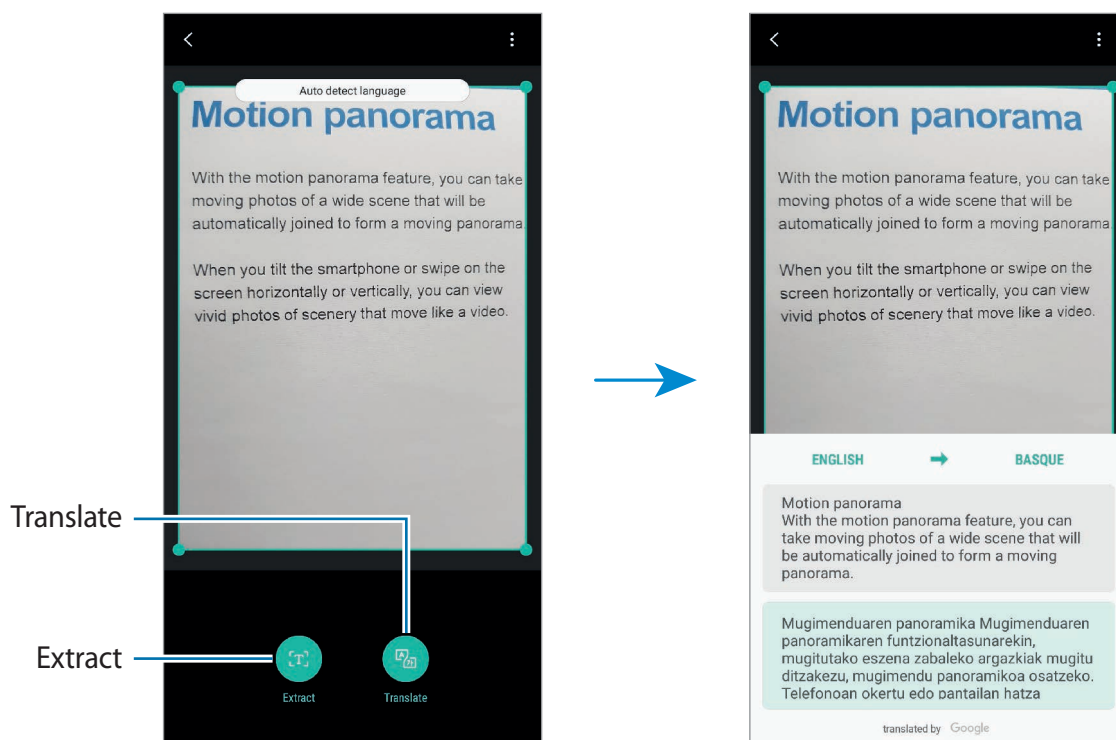 Auto detect language
Motion panorama
With the motion panorama feature, you can take
moving photos of a wide scene that will be
automatically joined to form a moving panorama.
When you tilt the smartphone or swipe on the
screen horizontally or vertically, you can view
vivid photos of scenery that move like a video.
Translate
Extract
Extract
Translate
Motion panorama
With the motion panorama feature, you can take
moving photos of a wide scene that will be
automatically joined to form a moving panorama.
When you tilt the smartphone or swipe on the
screen horizontally or vertically, you can view
vivid photos of scenery that move like a video.
ENGLISH
BASQUE
Motion panorama
With the motion panorama feature, you can
take moving photos of a wide scene that will
be automatically joined to form a moving
panorama.
Mugimenduaren panoramika Mugimenduaren
panoramikaren funtzionaltasunarekin,
mugitutako eszena zabaleko argazkiak mugitu
ditzakezu, mugimendu panoramikoa osatzeko.
Telefonoan okertu edo pantailan hatza
translated by Google